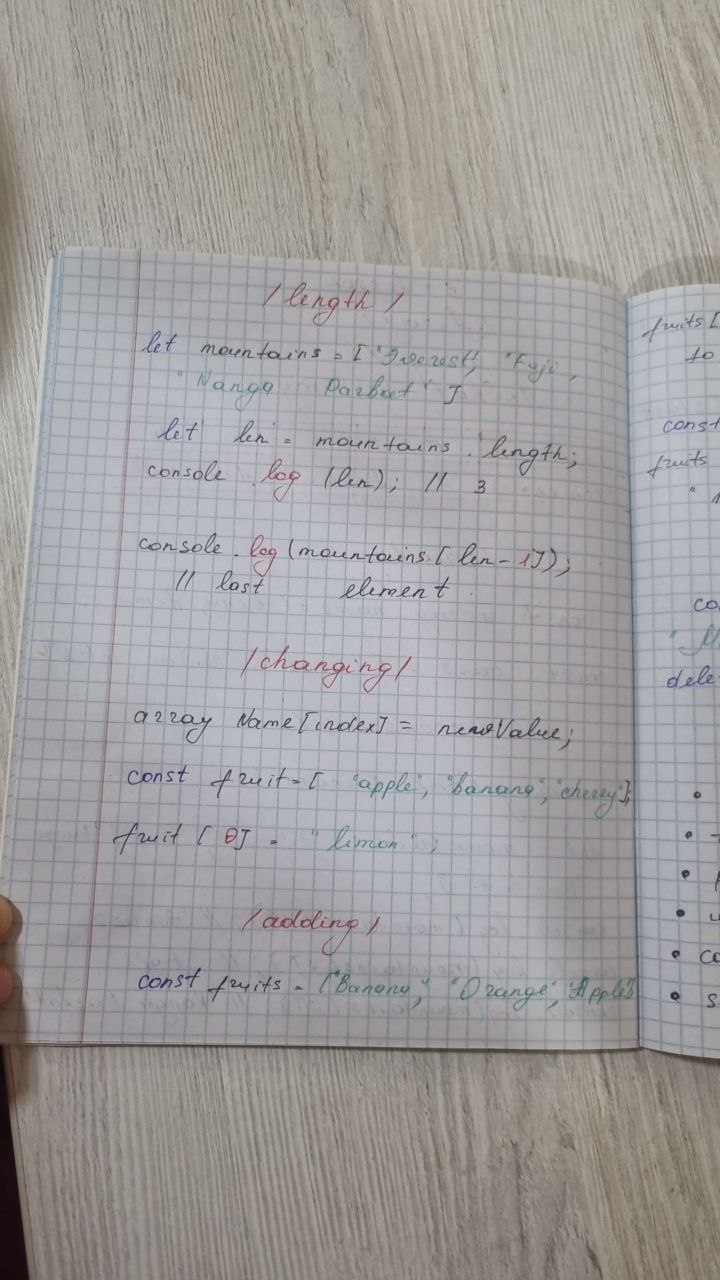 / length /
let mountains = [ "Everest", "Fuji,
"Nanga Parbat" ]
let len = mountains . length;
console . log (len); // 3
console . log (mountains [ len - 1]);
// last element
/ changing /
array Name [index] = newValue;
const fruit = [ "apple", "banana", "cherry"];
fruit [ 0] = "limon" ;
/ adding /
const fruits = ["Banana", "Orange", "Apple"]
fruits [
to
const
fruits
co
dele
co
s